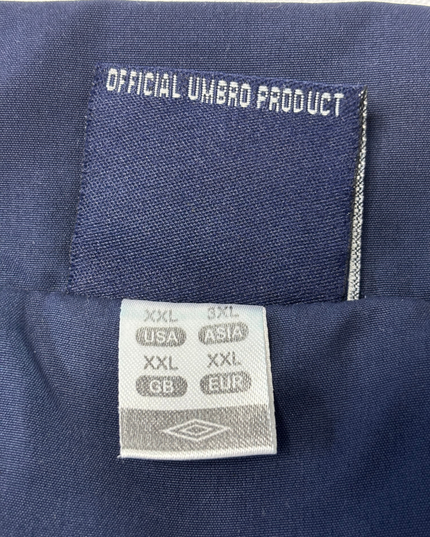 OFFICIAL UMBRO PRODUCT
XXL 3XL
USA ASIA
XXL XXL
GB EUR